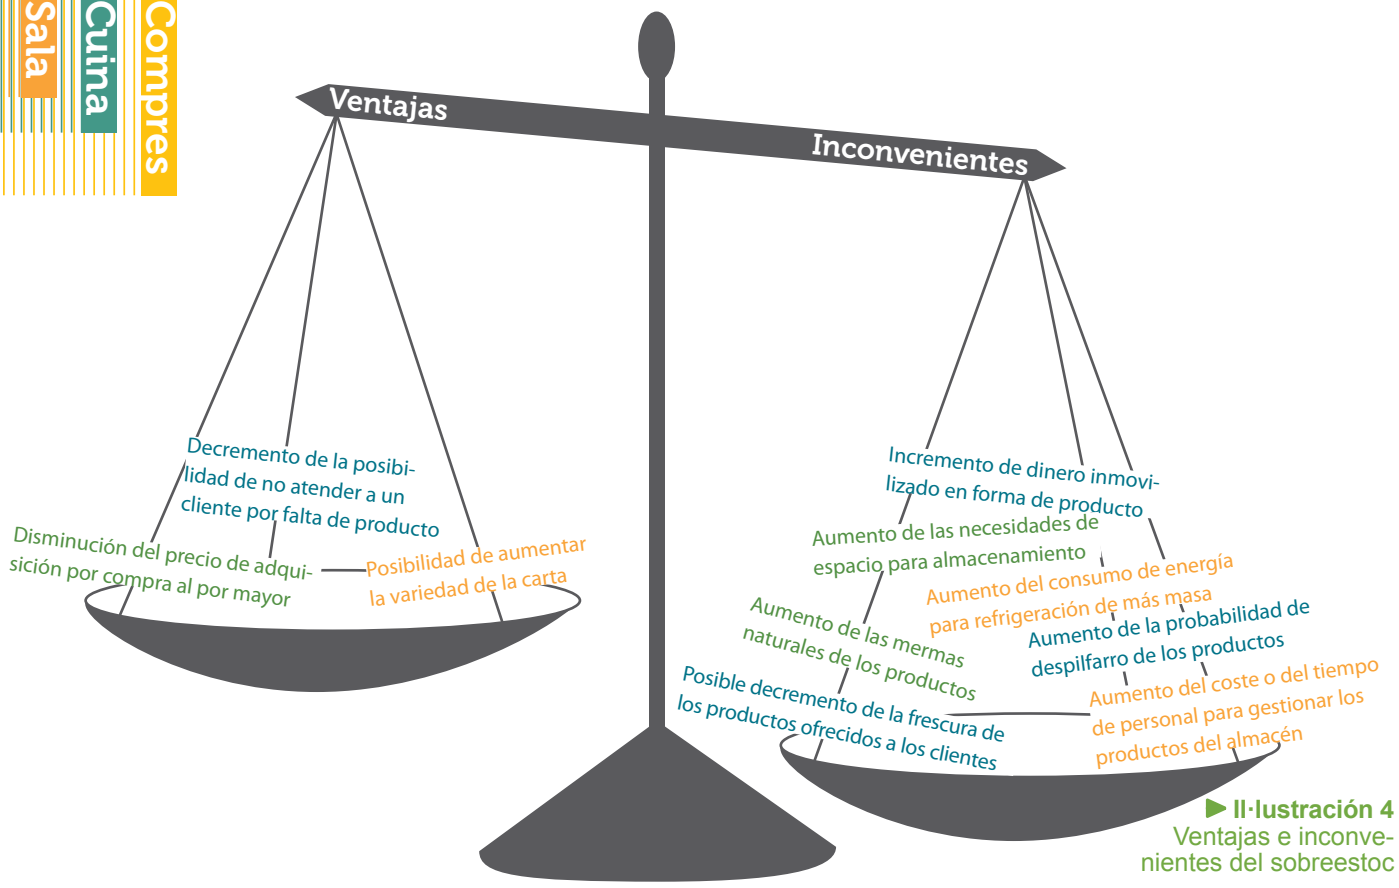 Compres
Cuina
Sala
Ventajas
Inconvenientes
Decremento de la posibi-
lidad de no atender a un
cliente por falta de producto
Disminución del precio de adqui-
sición por compra al por mayor
Posibilidad de aumentar
la variedad de la carta
Incremento de dinero inmovi-
lizado en forma de producto
Aumento de las necesidades de
espacio para almacenamiento
Aumento del consumo de energía
para refrigeración de más masa
Aumento de las mermas
naturales de los productos
Aumento de la probabilidad de
despilfarro de los productos
Posible decremento de la frescura de
los productos ofrecidos a los clientes
Aumento del coste o del tiempo
de personal para gestionar los
productos del almacén
Il·lustración 4
Ventajas e inconve-
nientes del sobreestoc